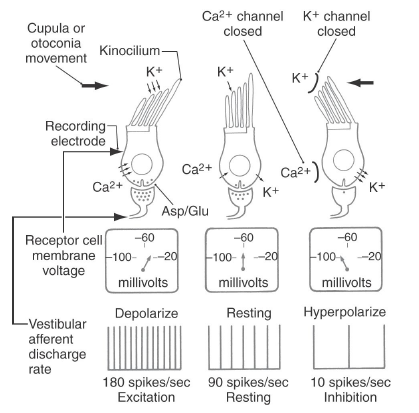 Cupula or
otoconia
movement
Kinocilium
K+
Ca2+ channel
closed
K+ channel
closed
K+
K+
Recording
electrode
Ca2+
Asp/Glu
Ca2+
K+
Ca2+
K+
Receptor cell
membrane
voltage
–60
–100
–20
millivolts
–60
–100
–20
millivolts
–60
–100
–20
millivolts
Depolarize
Resting
Hyperpolarize
Vestibular
afferent
discharge
rate
180 spikes/sec
Excitation
90 spikes/sec
Resting
10 spikes/sec
Inhibition